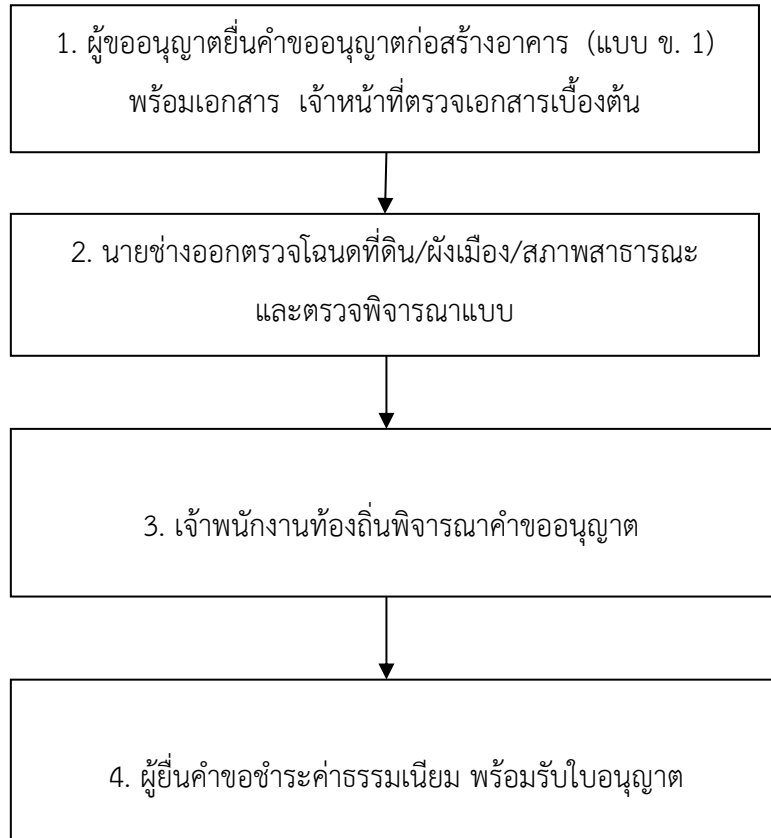 1. ผู้ขออนุญาตยื่นคำขออนุญาตก่อสร้างอาคาร (แบบ ข. 1)
พร้อมเอกสาร เจ้าหน้าที่ตรวจเอกสารเบื้องต้น
2. นายช่างออกตรวจโฉนดที่ดิน/ผังเมือง/สภาพสาธารณะ
และตรวจพิจารณาแบบ
3. เจ้าพนักงานท้องถิ่นพิจารณาคำขออนุญาต
4. ผู้ยื่นคำขอชำระค่าธรรมเนียม พร้อมรับใบอนุญาต